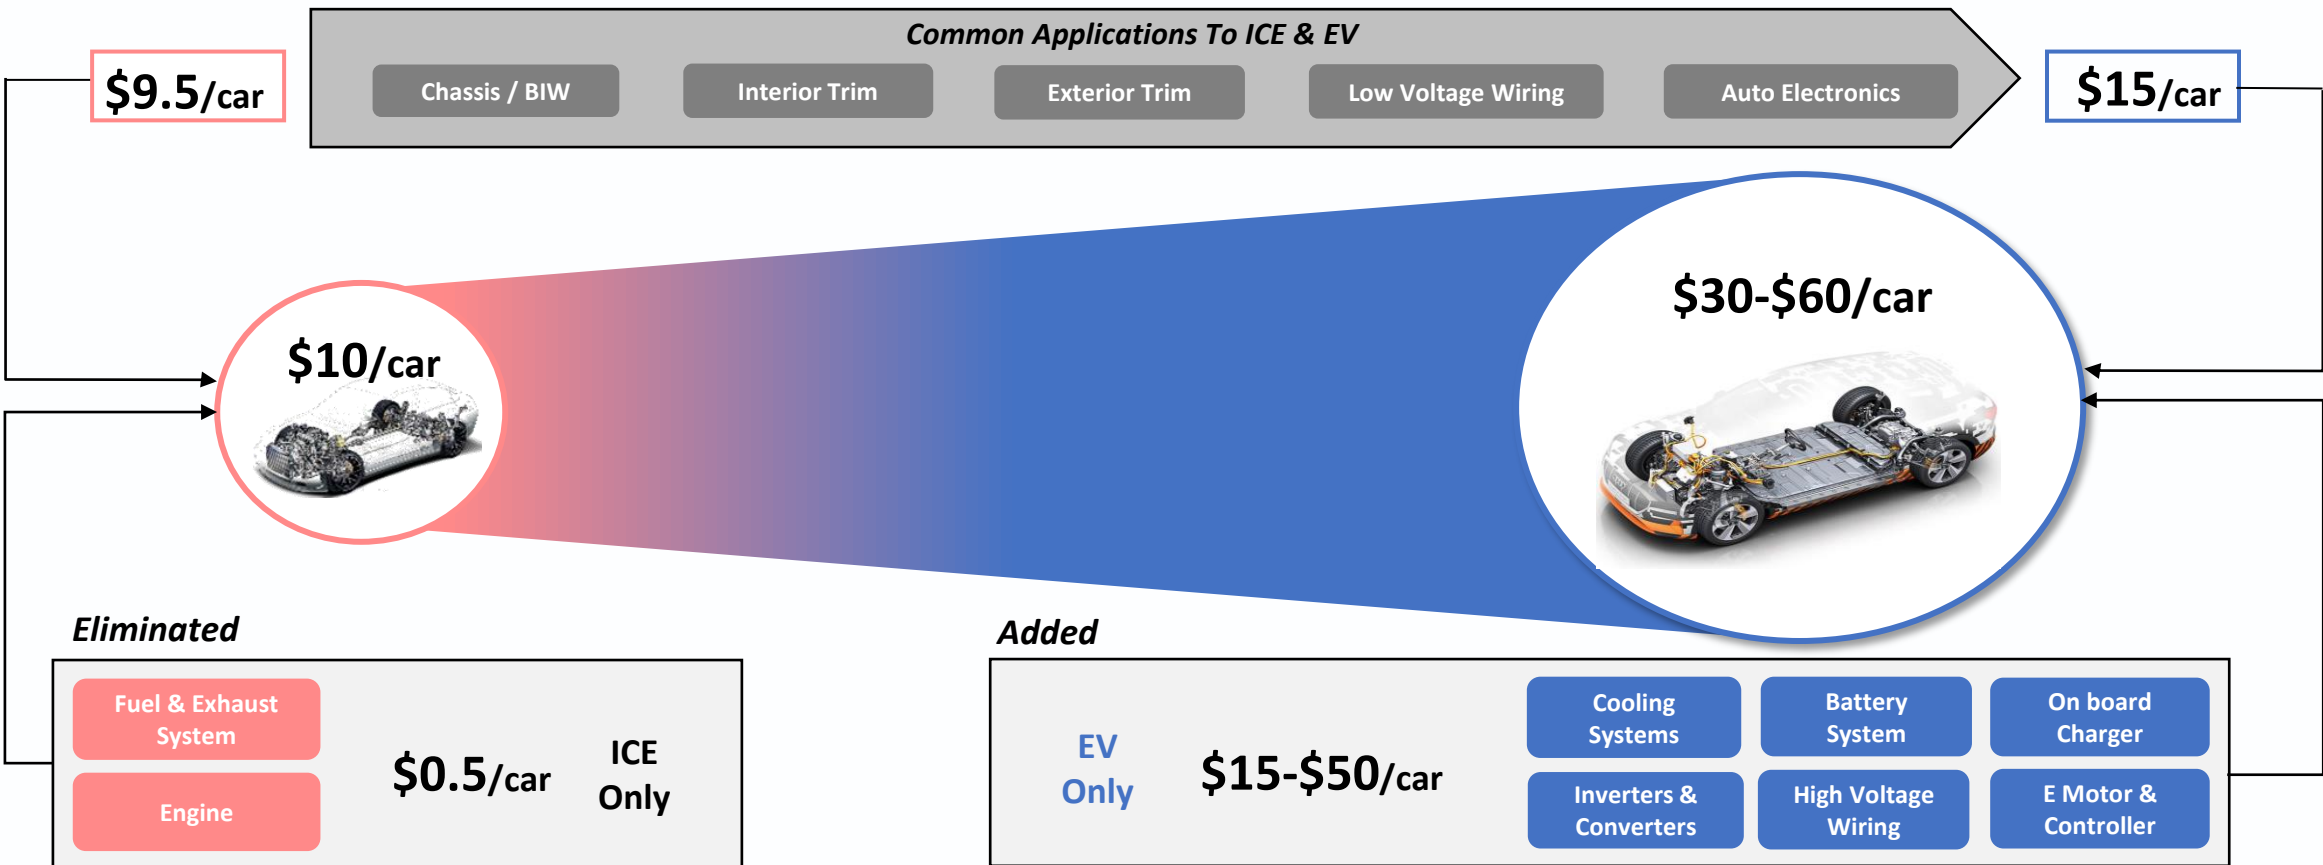 Common Applications To ICE & EV
$9.5/car
Chassis / BIW
Interior Trim
Exterior Trim
Low Voltage Wiring
Auto Electronics
$15/car
$10/car
$30-$60/car
Eliminated
Fuel & Exhaust
System
Engine
$0.5/car
ICE
Only
Added
EV
Only
$15-$50/car
Cooling
Systems
Battery
System
On board
Charger
Inverters &
Converters
High Voltage
Wiring
E Motor &
Controller